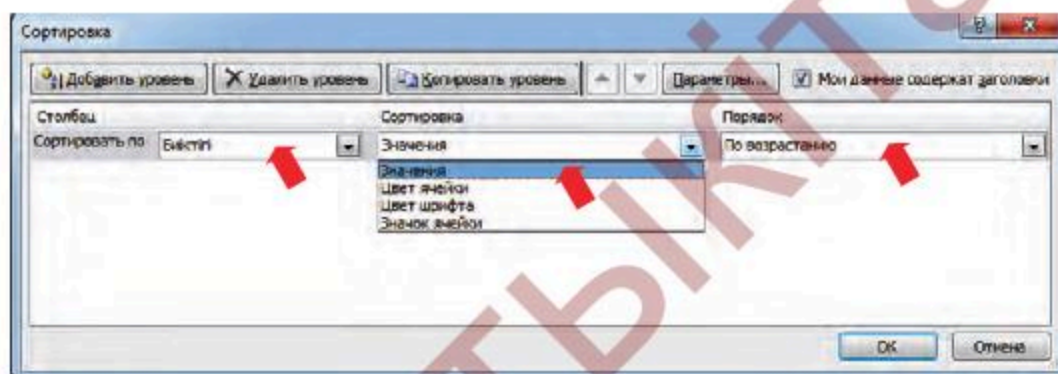 Сортировка
Добавить уровень Удалить уровень Копировать уровень Параметры... Мои данные содержат заголовки
Столбец Сортировка Порядок
Сортировать по Биіктігі Значения По возрастанию
Значения
Цвет ячейки
Цвет шрифта
Значок ячейки
ОК Отмена